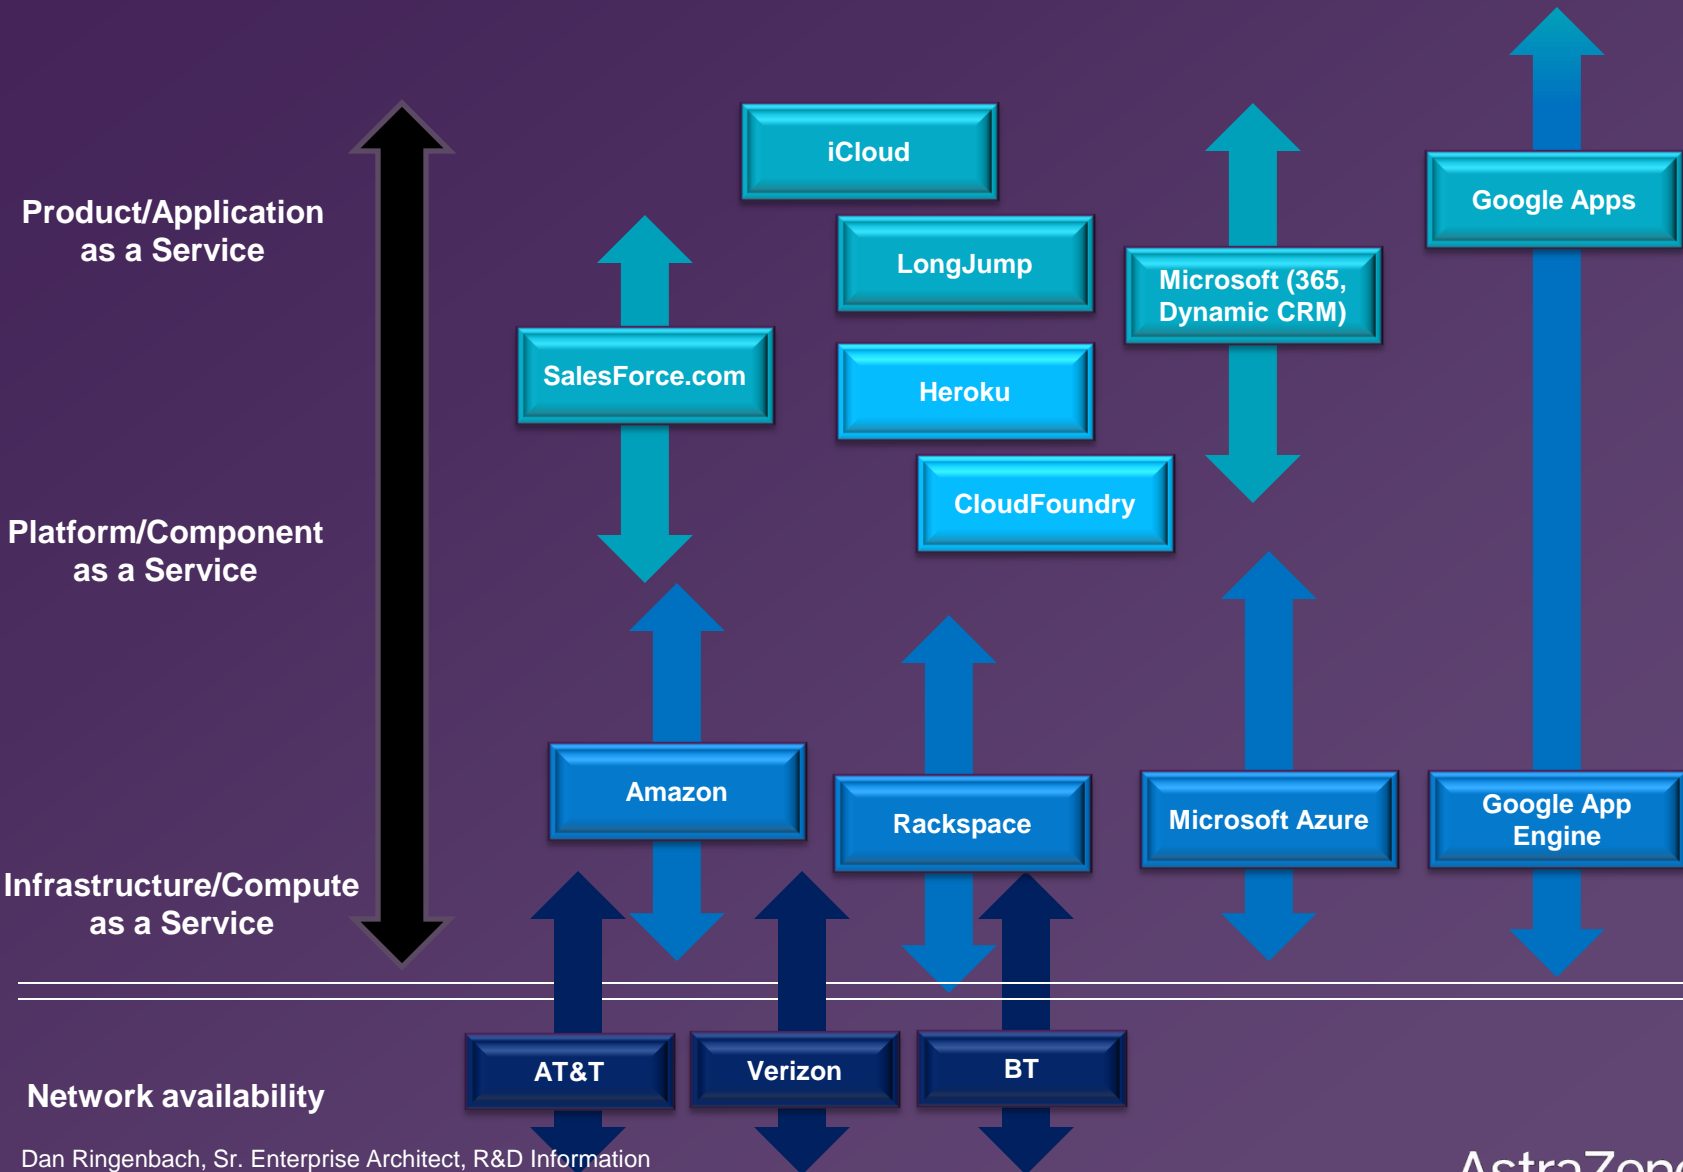 iCloud
Product/Application
as a Service
Google Apps
LongJump
Microsoft (365,
Dynamic CRM)
SalesForce.com
Heroku
CloudFoundry
Platform/Component
as a Service
Amazon
Rackspace
Microsoft Azure
Google App
Engine
Infrastructure/Compute
as a Service
AT&T
Verizon
BT
Network availability
Dan Ringenbach, Sr. Enterprise Architect, R&D Information